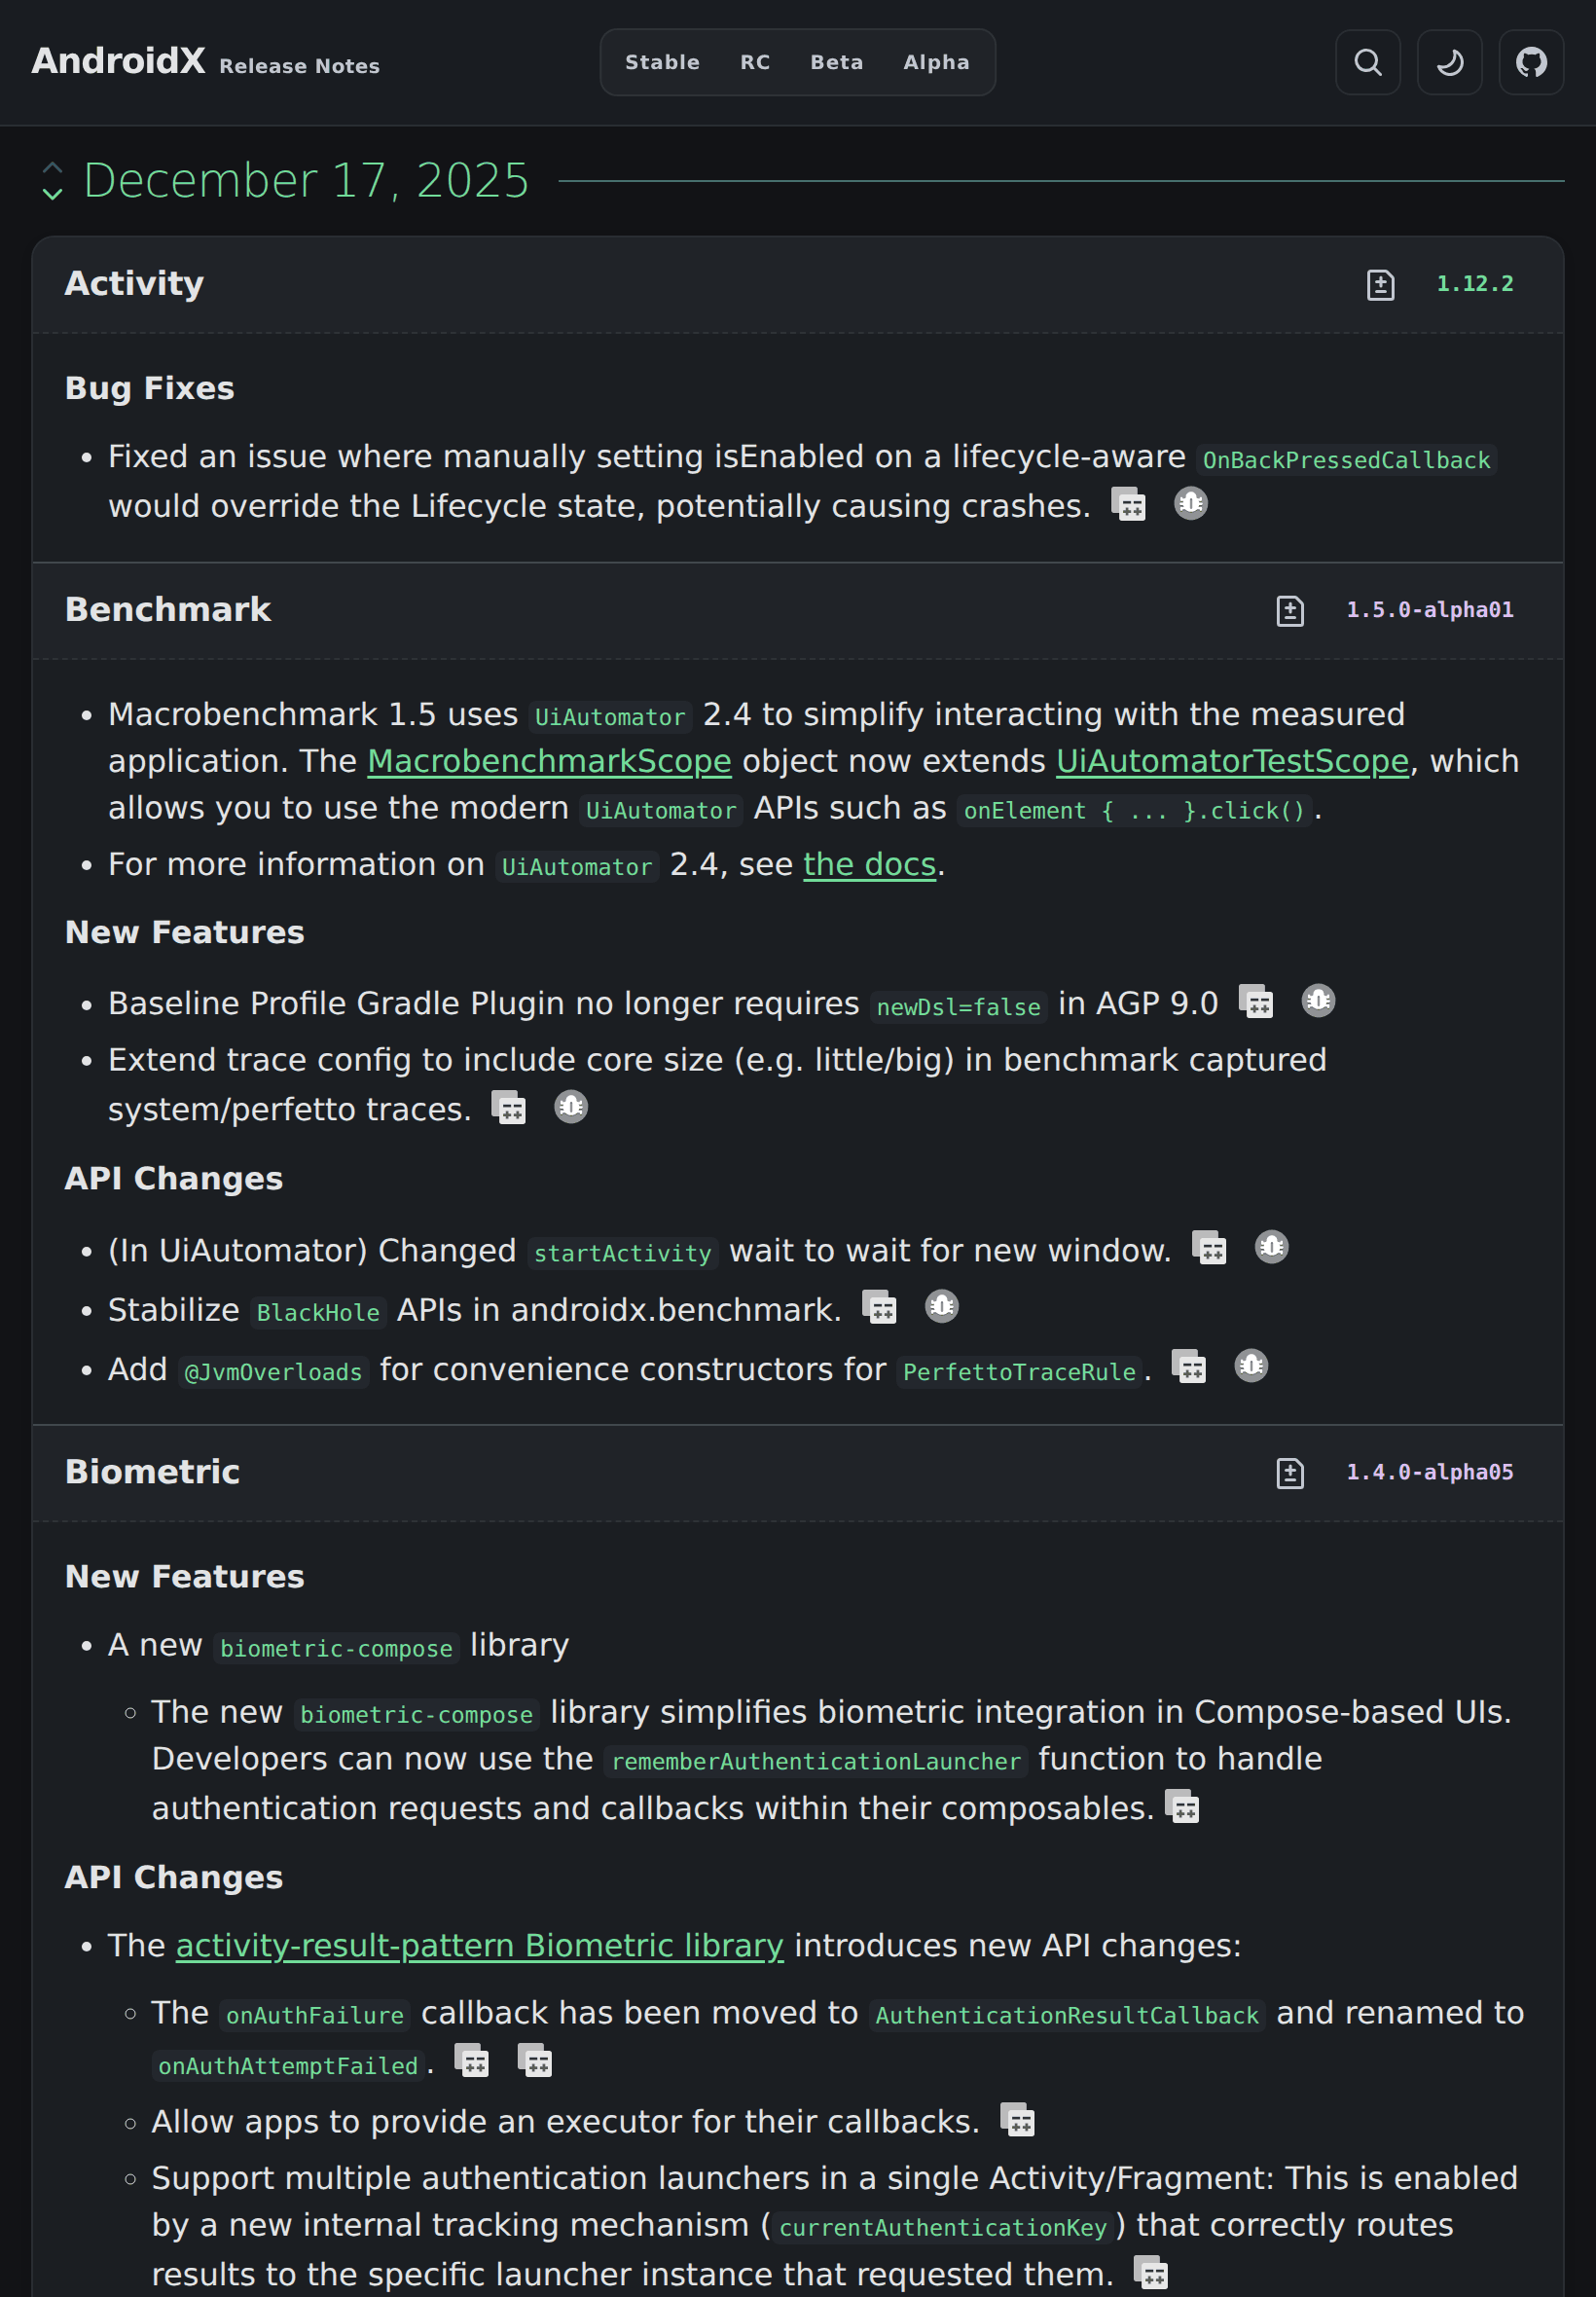 AndroidX Release Notes
Stable RC Beta Alpha
December 17, 2025
Activity
1.12.2
Bug Fixes
Fixed an issue where manually setting isEnabled on a lifecycle-aware OnBackPressedCallback
would override the Lifecycle state, potentially causing crashes.
Benchmark
1.5.0-alpha01
Macrobenchmark 1.5 uses UiAutomator 2.4 to simplify interacting with the measured
application. The MacrobenchmarkScope object now extends UiAutomatorTestScope, which
allows you to use the modern UiAutomator APIs such as onElement { ... }.click().
For more information on UiAutomator 2.4, see the docs.
New Features
Baseline Profile Gradle Plugin no longer requires newDsl=false in AGP 9.0
Extend trace config to include core size (e.g. little/big) in benchmark captured
system/perfetto traces.
API Changes
(In UiAutomator) Changed startActivity wait to wait for new window.
Stabilize BlackHole APIs in androidx.benchmark.
Add @JvmOverloads for convenience constructors for PerfettoTraceRule.
Biometric
1.4.0-alpha05
New Features
A new biometric-compose library
The new biometric-compose library simplifies biometric integration in Compose-based UIs.
Developers can now use the rememberAuthenticationLauncher function to handle
authentication requests and callbacks within their composables.
API Changes
The activity-result-pattern Biometric library introduces new API changes:
The onAuthFailure callback has been moved to AuthenticationResultCallback and renamed to
onAuthAttemptFailed.
Allow apps to provide an executor for their callbacks.
Support multiple authentication launchers in a single Activity/Fragment: This is enabled
by a new internal tracking mechanism (currentAuthenticationKey) that correctly routes
results to the specific launcher instance that requested them.